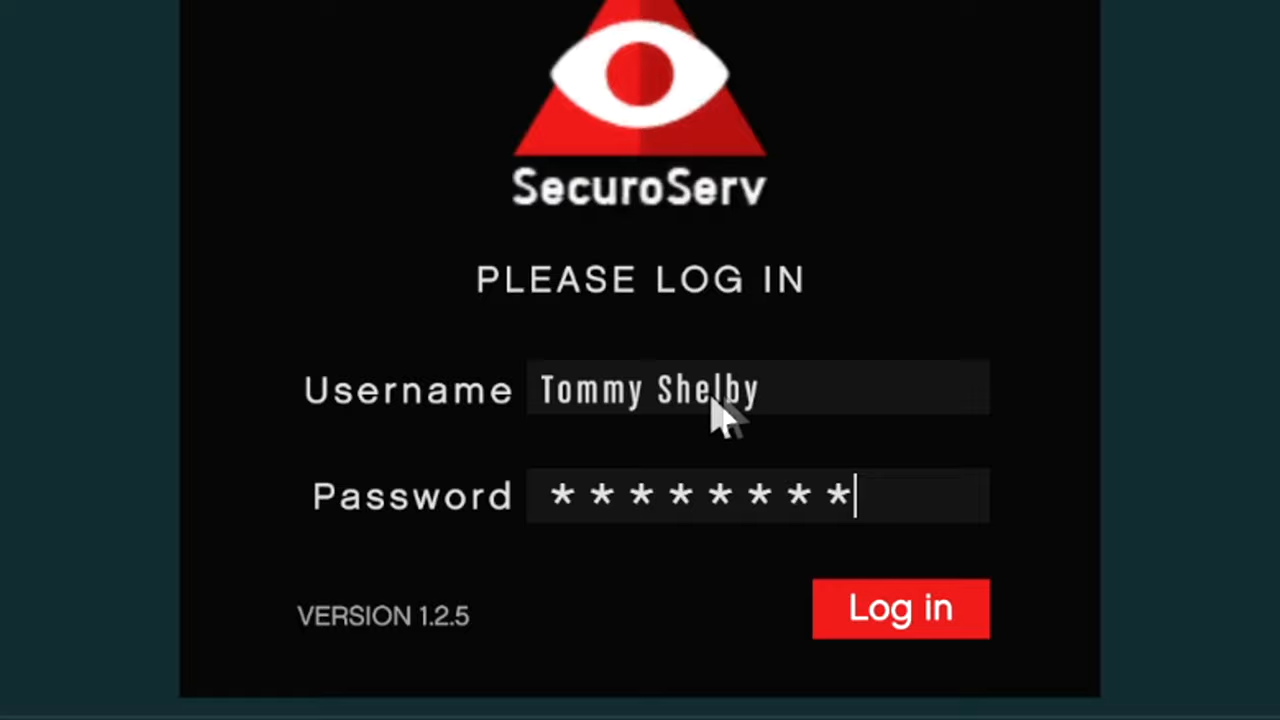 SecuroServ
PLEASE LOG IN
Username Tommy Shelby
Password ********
VERSION 1.2.5
Log in